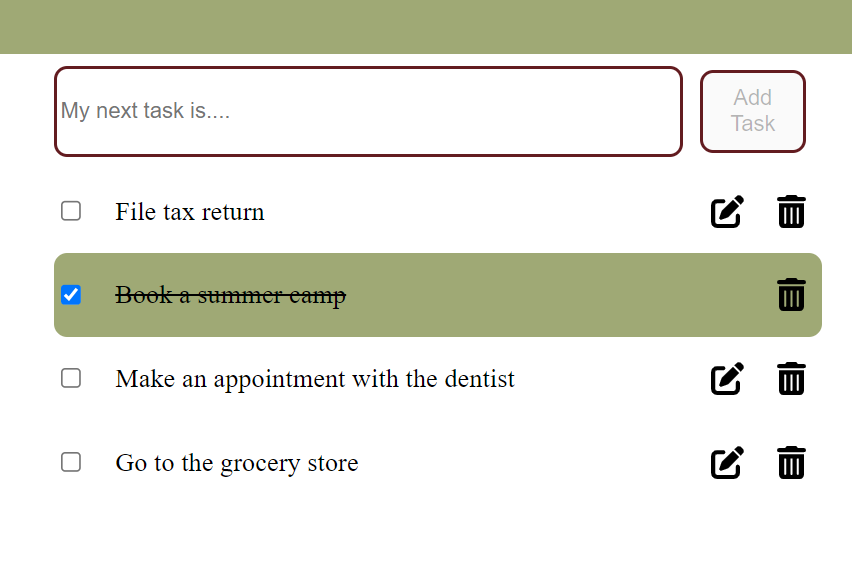 My next task is....
Add
Task
File tax return
Book a summer camp
Make an appointment with the dentist
Go to the grocery store